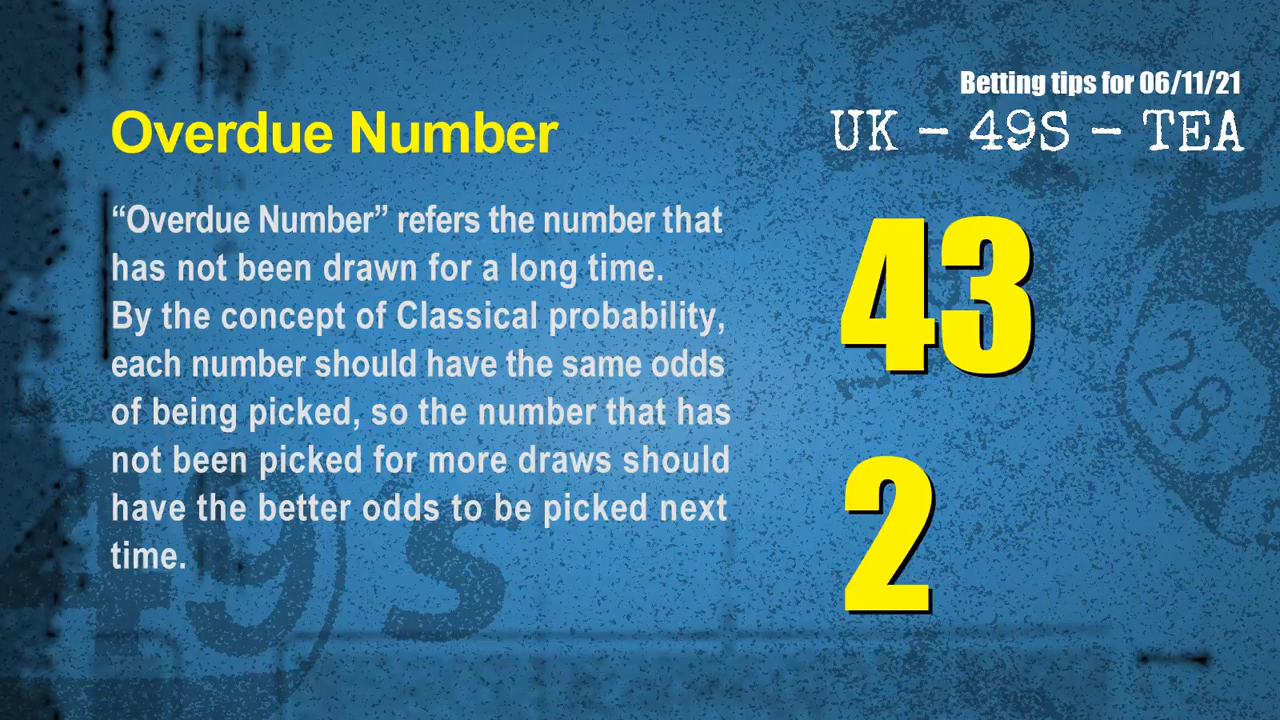 Betting tips for 06/11/21
UK - 49S - TEA
Overdue Number
“Overdue Number” refers the number that
has not been drawn for a long time.
By the concept of Classical probability,
each number should have the same odds
of being picked, so the number that has
not been picked for more draws should
have the better odds to be picked next
time.
43
2
28
49's